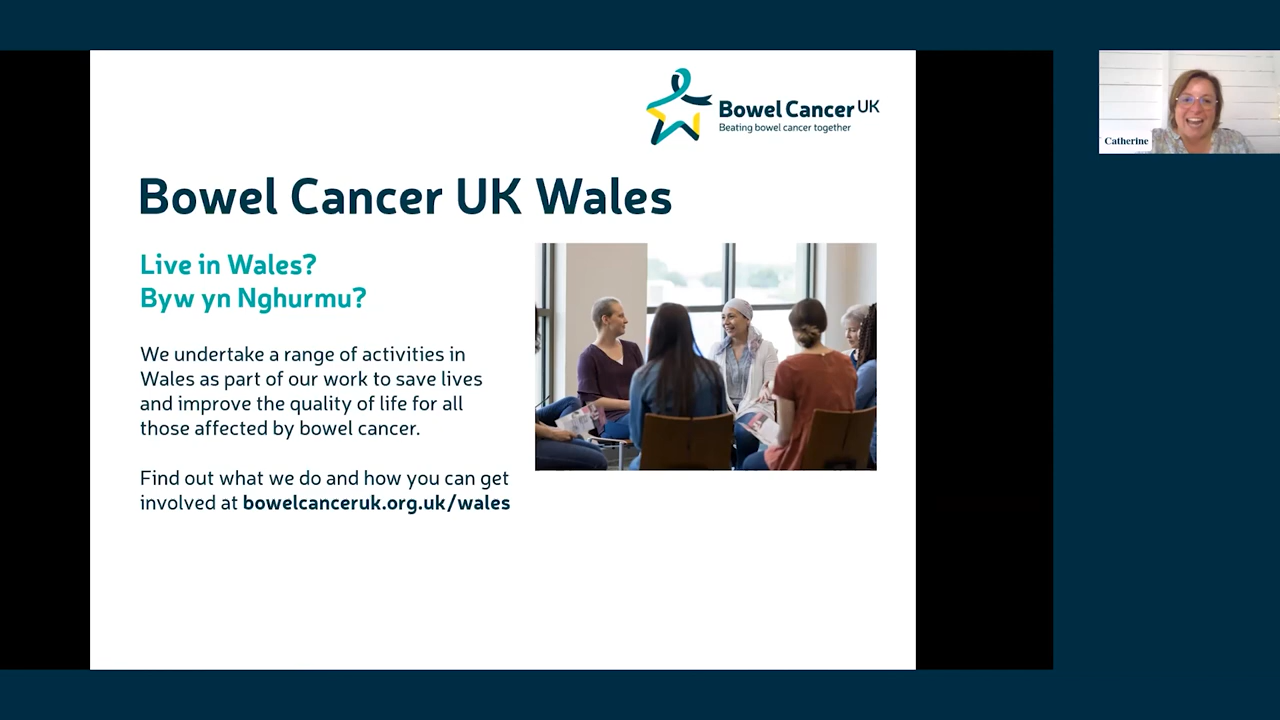 Bowel Cancer UK
Beating bowel cancer together
Catherine
Bowel Cancer UK Wales
Live in Wales?
Byw yn Nghurmu?
We undertake a range of activities in
Wales as part of our work to save lives
and improve the quality of life for all
those affected by bowel cancer.
Find out what we do and how you can get
involved at bowelcanceruk.org.uk/wales